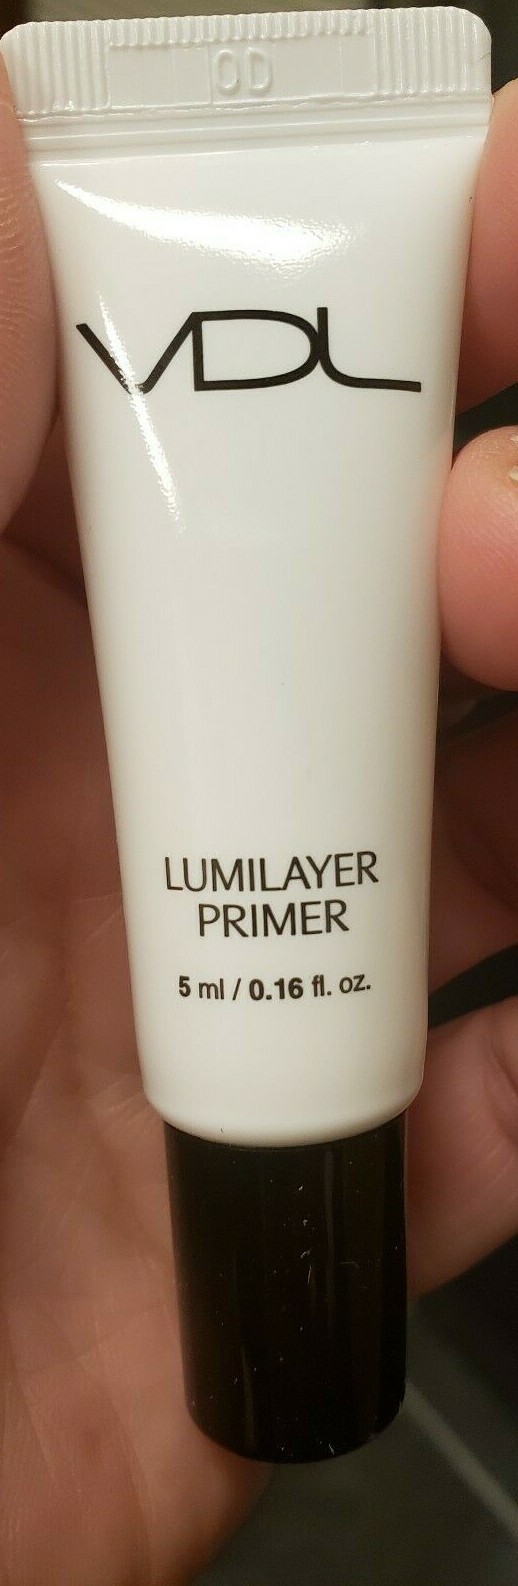 OD
VDL
LUMILAYER
PRIMER
5 ml / 0.16 fl. oz.